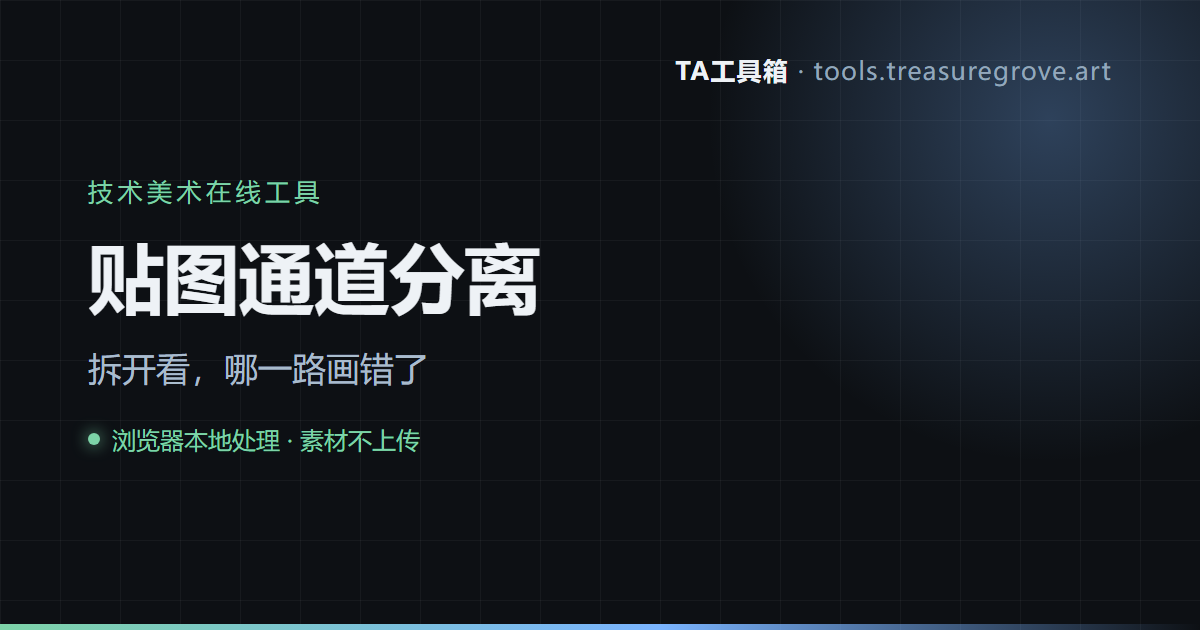 TA工具箱 · tools.treasuregrove.art
技术美术在线工具
贴图通道分离
拆开看，哪一路画错了
浏览器本地处理 · 素材不上传